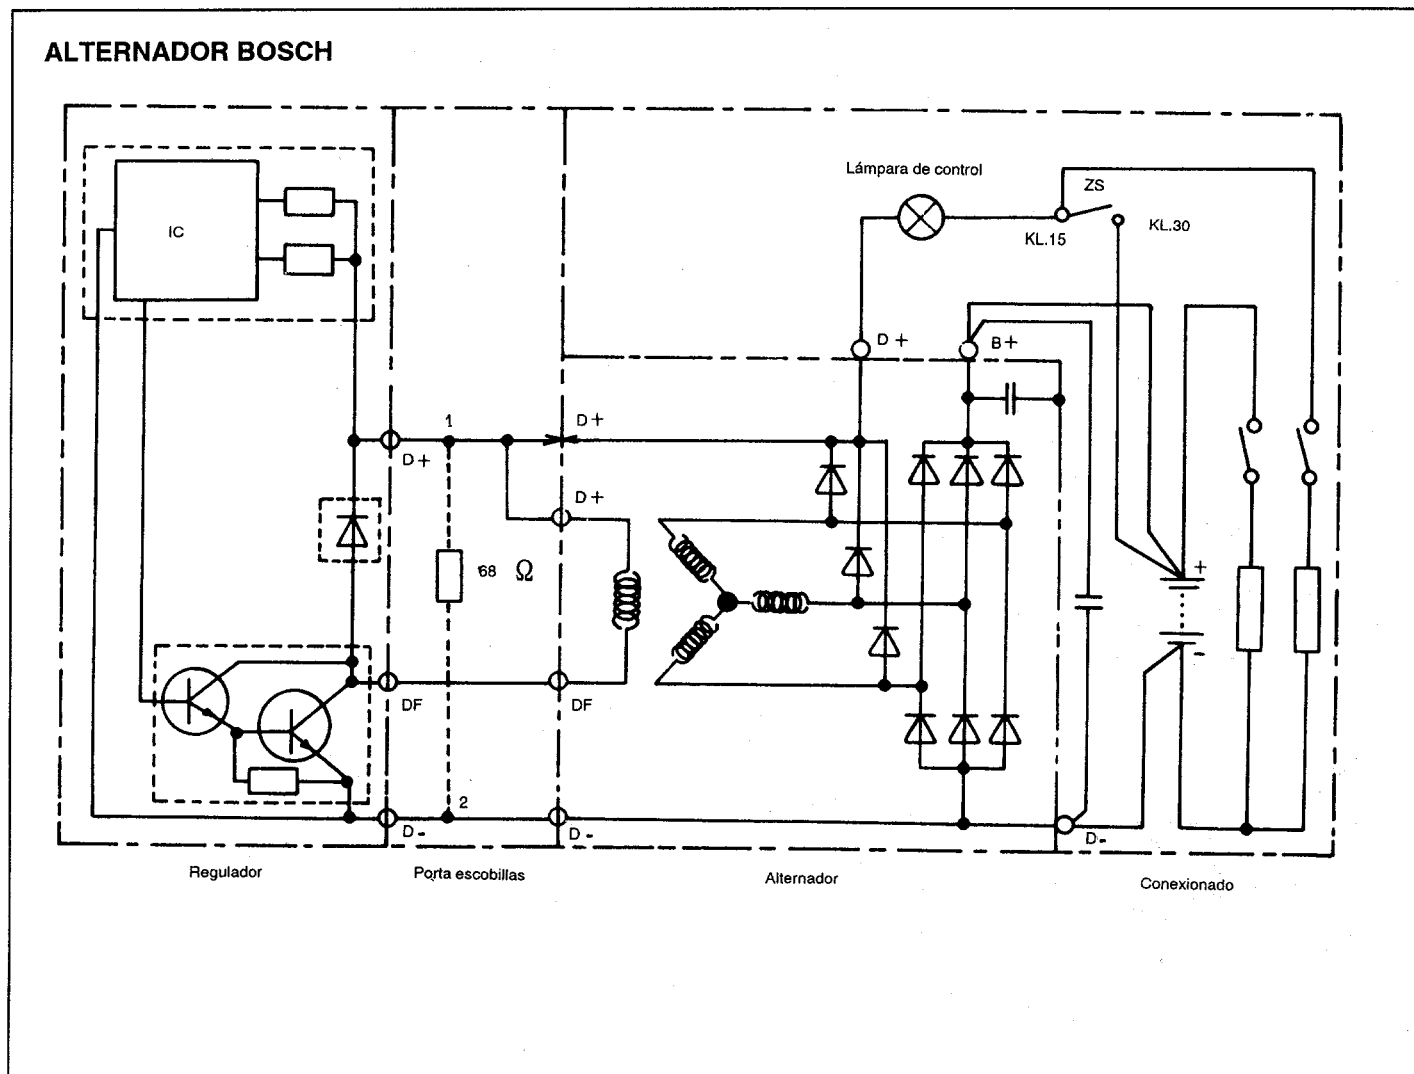 ALTERNADOR BOSCH
Lámpara de control
ZS
KL.15
KL.30
IC
D+
B+
1
D+
D+
D+
68 Ω
+
-
DF
DF
2
D-
D-
D-
Regulador
Porta escobillas
Alternador
Conexionado